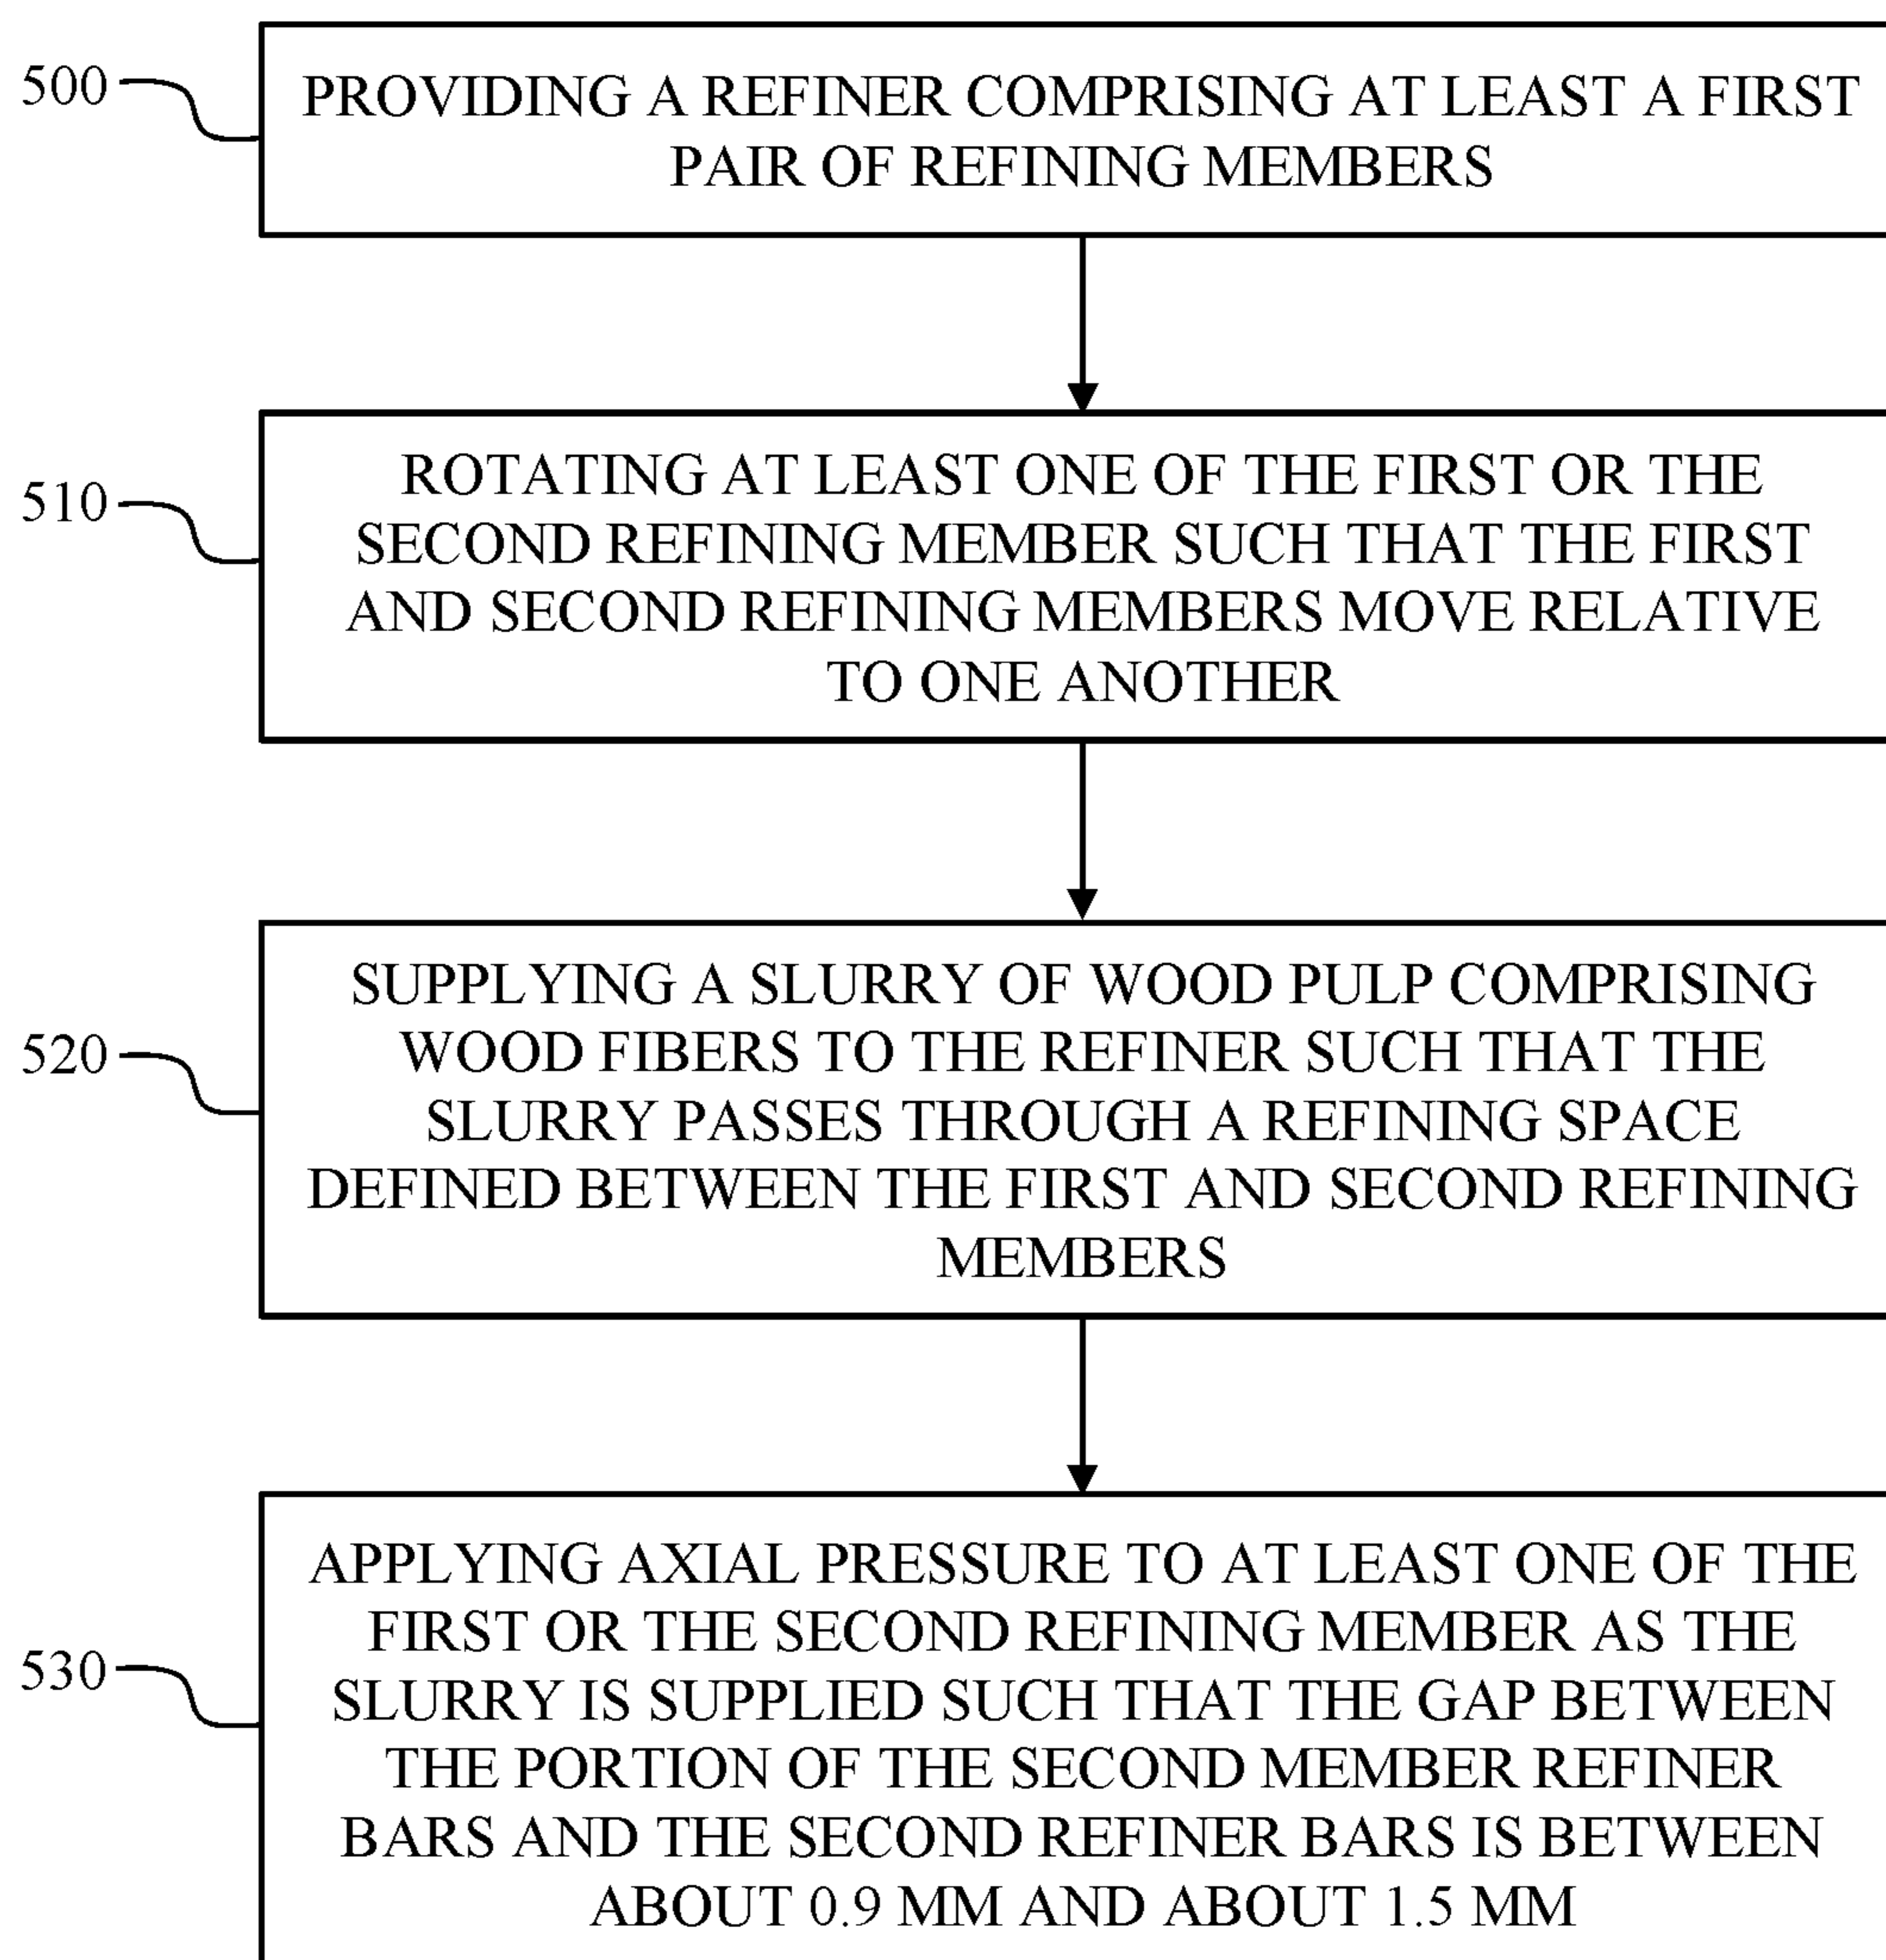 500
PROVIDING A REFINER COMPRISING AT LEAST A FIRST
PAIR OF REFINING MEMBERS
510
ROTATING AT LEAST ONE OF THE FIRST OR THE
SECOND REFINING MEMBER SUCH THAT THE FIRST
AND SECOND REFINING MEMBERS MOVE RELATIVE
TO ONE ANOTHER
520
SUPPLYING A SLURRY OF WOOD PULP COMPRISING
WOOD FIBERS TO THE REFINER SUCH THAT THE
SLURRY PASSES THROUGH A REFINING SPACE
DEFINED BETWEEN THE FIRST AND SECOND REFINING
MEMBERS
530
APPLYING AXIAL PRESSURE TO AT LEAST ONE OF THE
FIRST OR THE SECOND REFINING MEMBER AS THE
SLURRY IS SUPPLIED SUCH THAT THE GAP BETWEEN
THE PORTION OF THE SECOND MEMBER REFINER
BARS AND THE SECOND REFINER BARS IS BETWEEN
ABOUT 0.9 MM AND ABOUT 1.5 MM